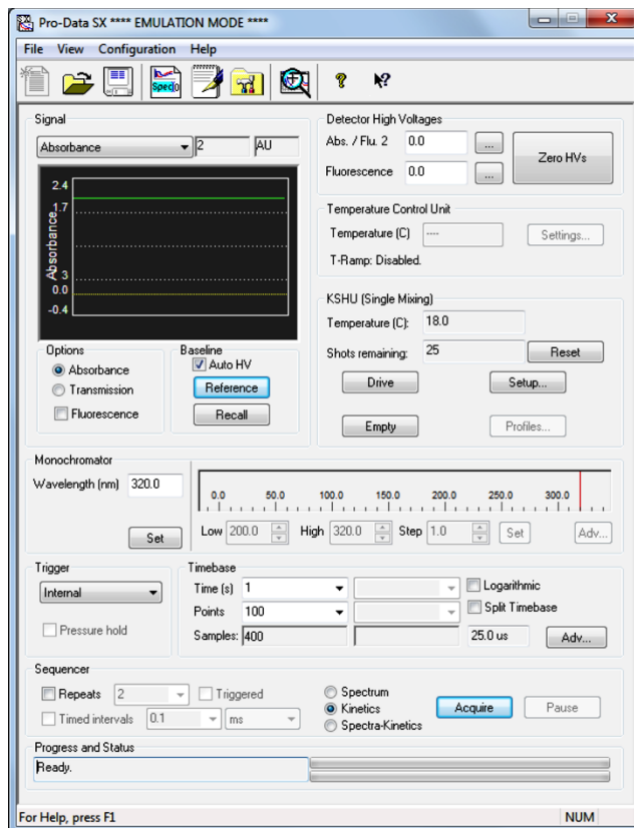 Pro-Data SX **** EMULATION MODE ****
File View Configuration Help
Spec
Signal
Absorbance 2 AU
2.4
1.7
Absorbance
3
0.0
-0.4
Options
Absorbance
Transmission
Fluorescence
Baseline
Auto HV
Reference
Recall
Detector High Voltages
Abs. / Flu. 2 0.0 ...
Fluorescence 0.0 ...
Zero HVs
Temperature Control Unit
Temperature (C) ---- Settings...
T-Ramp: Disabled.
KSHU (Single Mixing)
Temperature (C): 18.0
Shots remaining: 25 Reset
Drive Setup...
Empty Profiles...
Monochromator
Wavelength (nm) 320.0
Set
0.0 50.0 100.0 150.0 200.0 250.0 300.0
Low 200.0 High 320.0 Step 1.0 Set Adv...
Trigger
Internal
Pressure hold
Timebase
Time (s) 1 Logarithmic
Points 100 Split Timebase
Samples: 400 25.0 us Adv...
Sequencer
Repeats 2 Triggered
Timed intervals 0.1 ms
Spectrum
Kinetics
Spectra-Kinetics
Acquire Pause
Progress and Status
Ready.
For Help, press F1 NUM